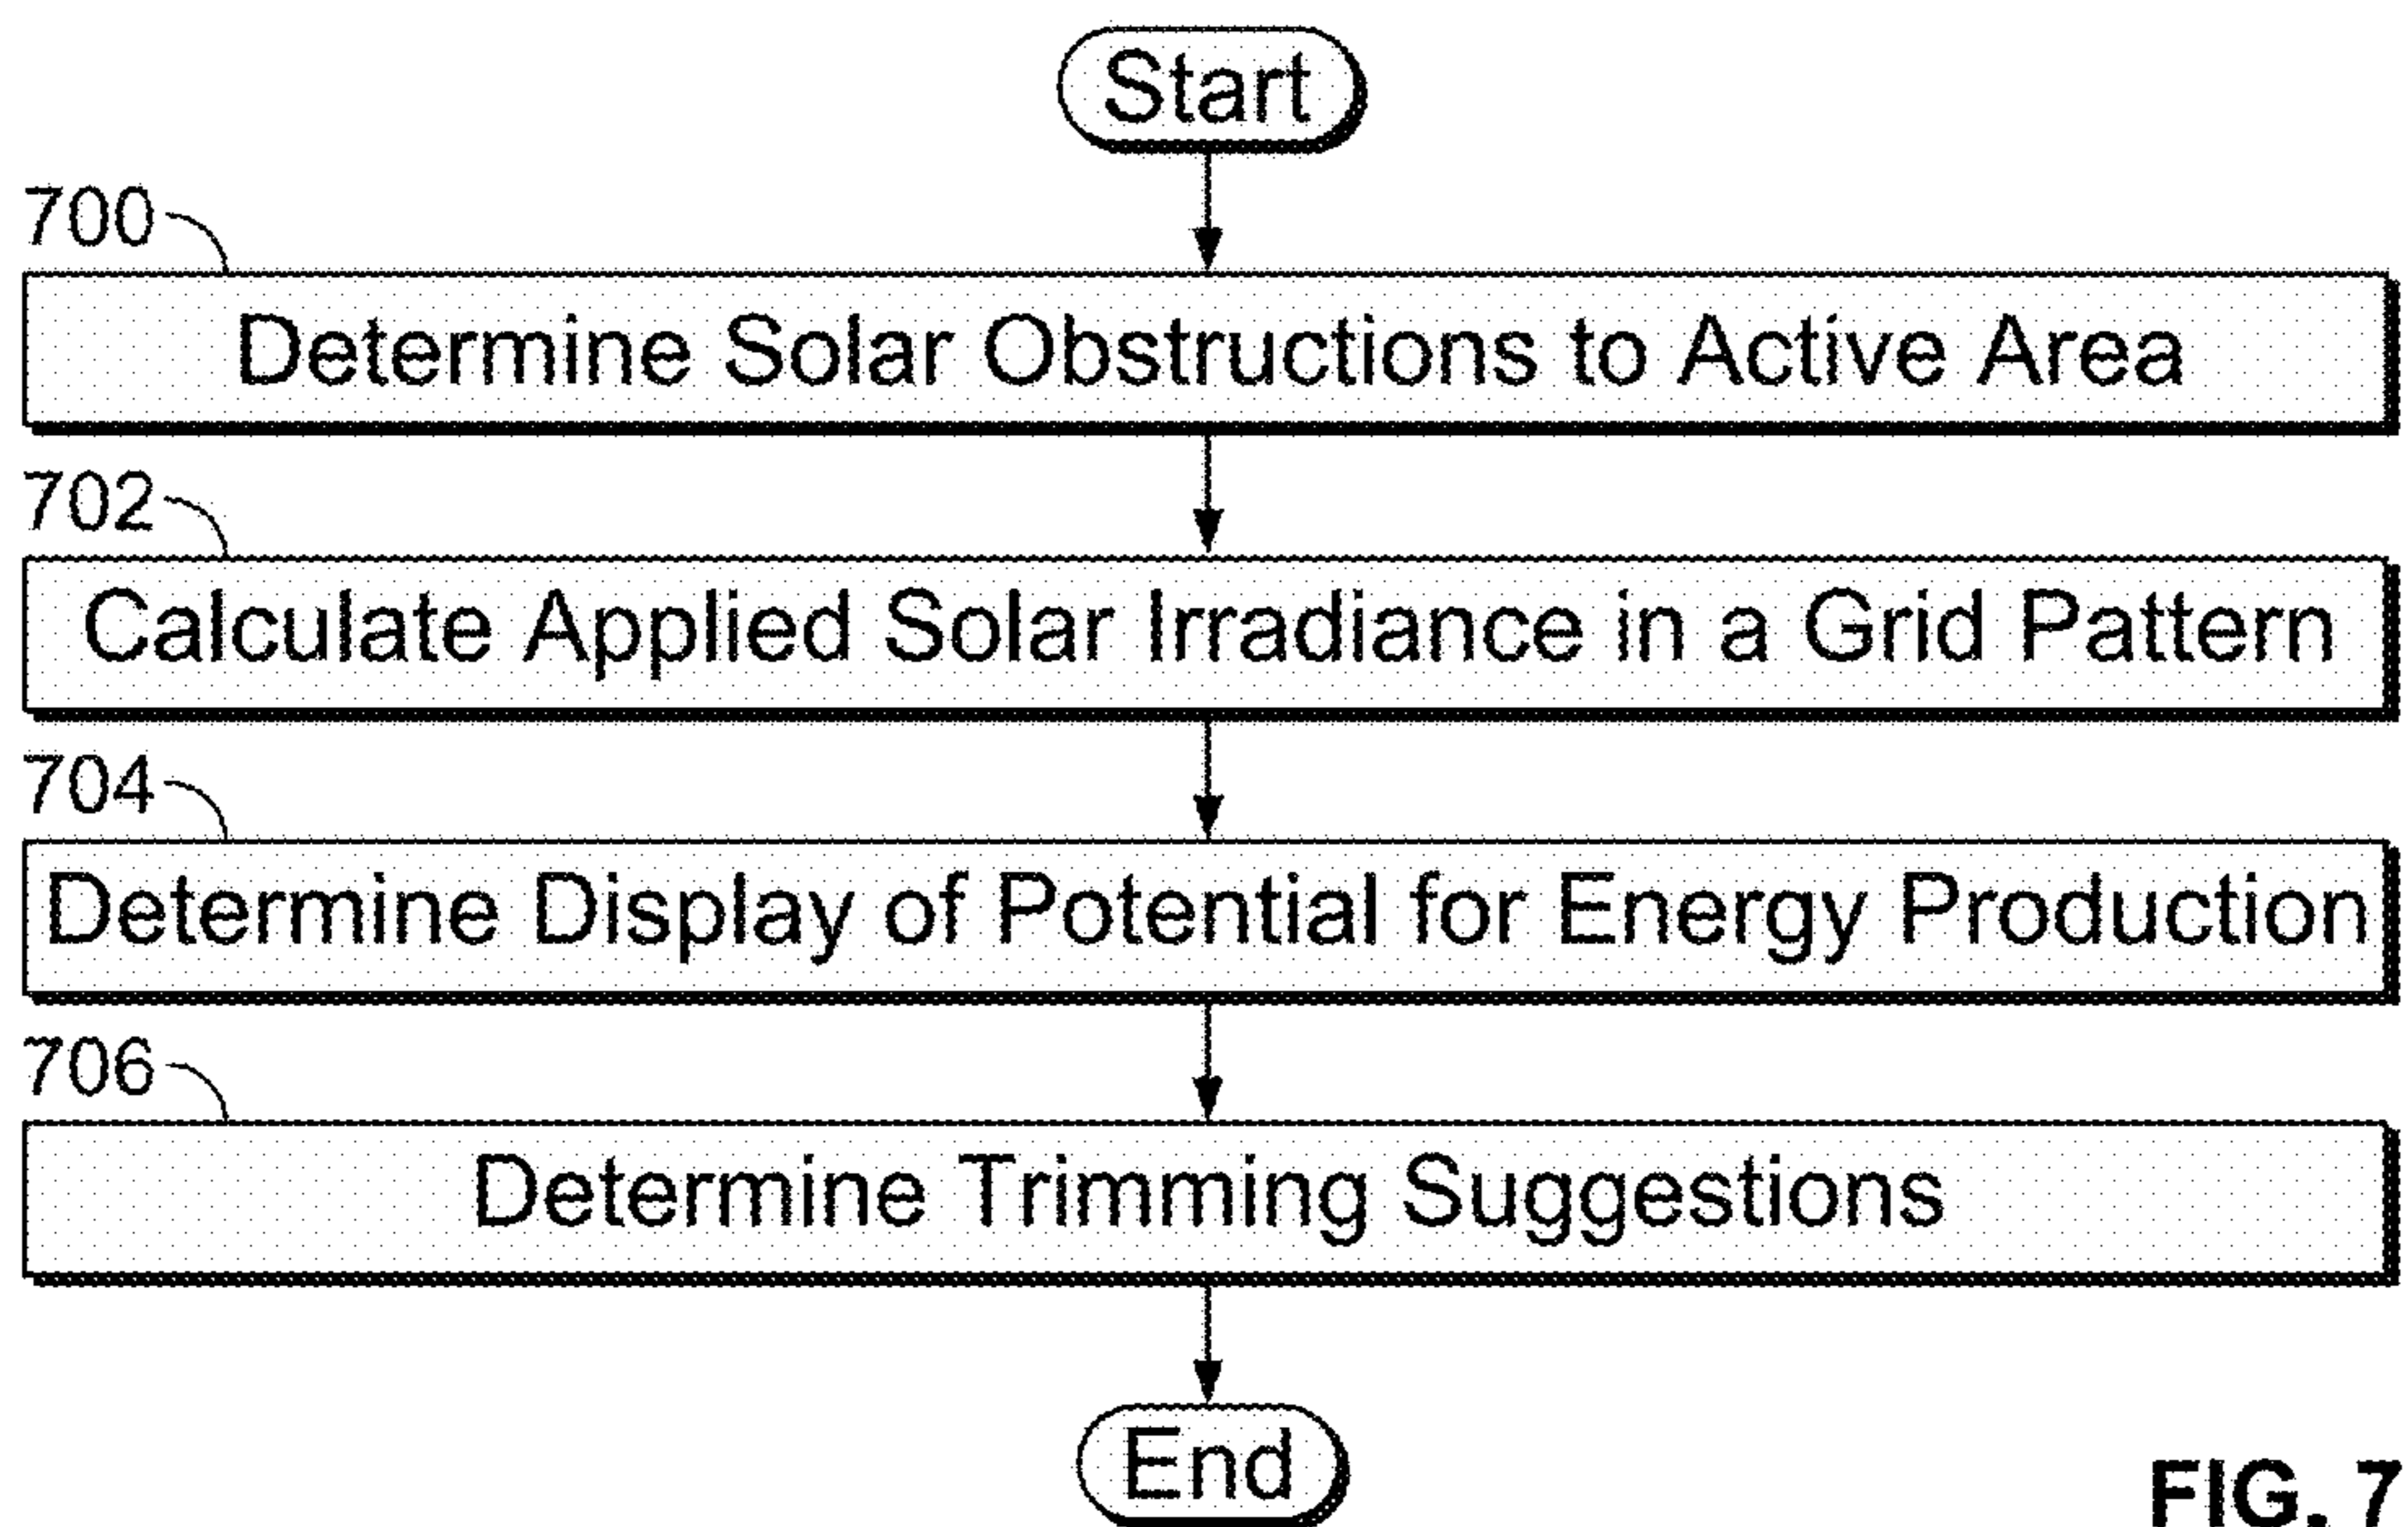 Start
700
Determine Solar Obstructions to Active Area
702
Calculate Applied Solar Irradiance in a Grid Pattern
704
Determine Display of Potential for Energy Production
706
Determine Trimming Suggestions
End
FIG. 7